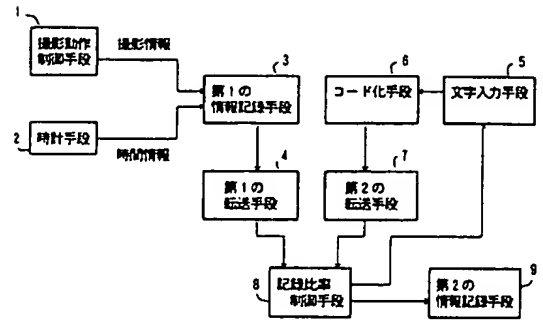 1
撮影動作
制御手段
撮影情報
2
時計手段
時間情報
3
第1の
情報記録手段
6
コード化手段
5
文字入力手段
4
第1の
転送手段
7
第2の
転送手段
8
記録比率
制御手段
9
第2の
情報記録手段